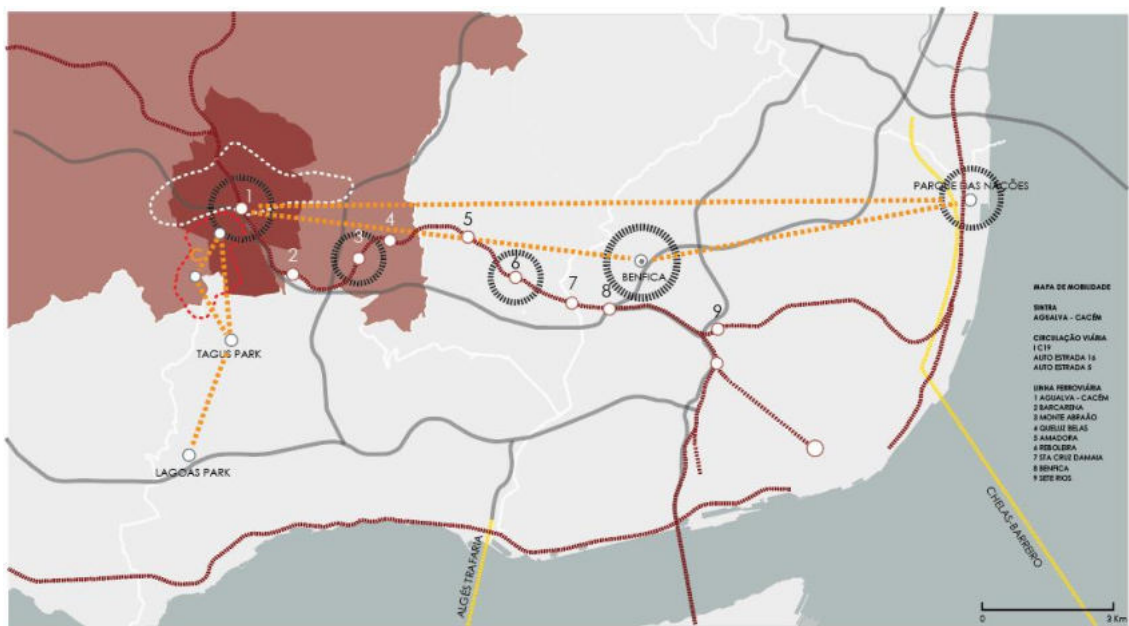 1
2
3
4
5
6
7
8
9
PARQUE DAS NAÇÕES
BENFICA
TAGUS PARK
LAGOAS PARK
ALGÉS TRAFARIA
CHELAS-BARREIRO
MAPA DE MOBILIDADE
SINTRA
AGUALVA - CACÉM
CIRCULAÇÃO VIÁRIA
I C19
AUTO ESTRADA 16
AUTO ESTRADA 5
LINHA FERROVIÁRIA
1 AGUALVA - CACÉM
2 BARCARENA
3 MONTE ABRAÃO
4 QUELUZ BELAS
5 AMADORA
6 REBOLEIRA
7 STA CRUZ DAMAIA
8 BENFICA
9 SETE RIOS
0 3 Km